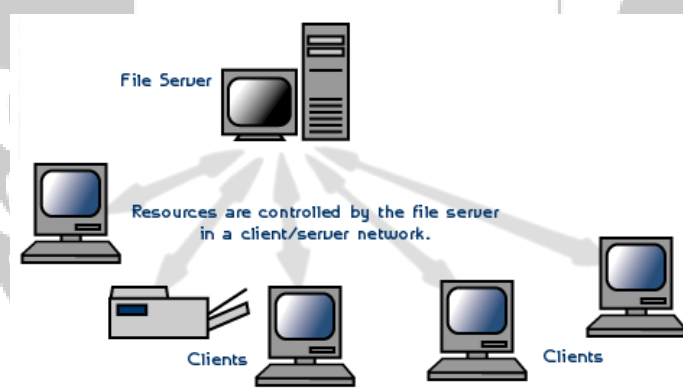 File Server
Resources are controlled by the file server
in a client/server network.
Clients
Clients